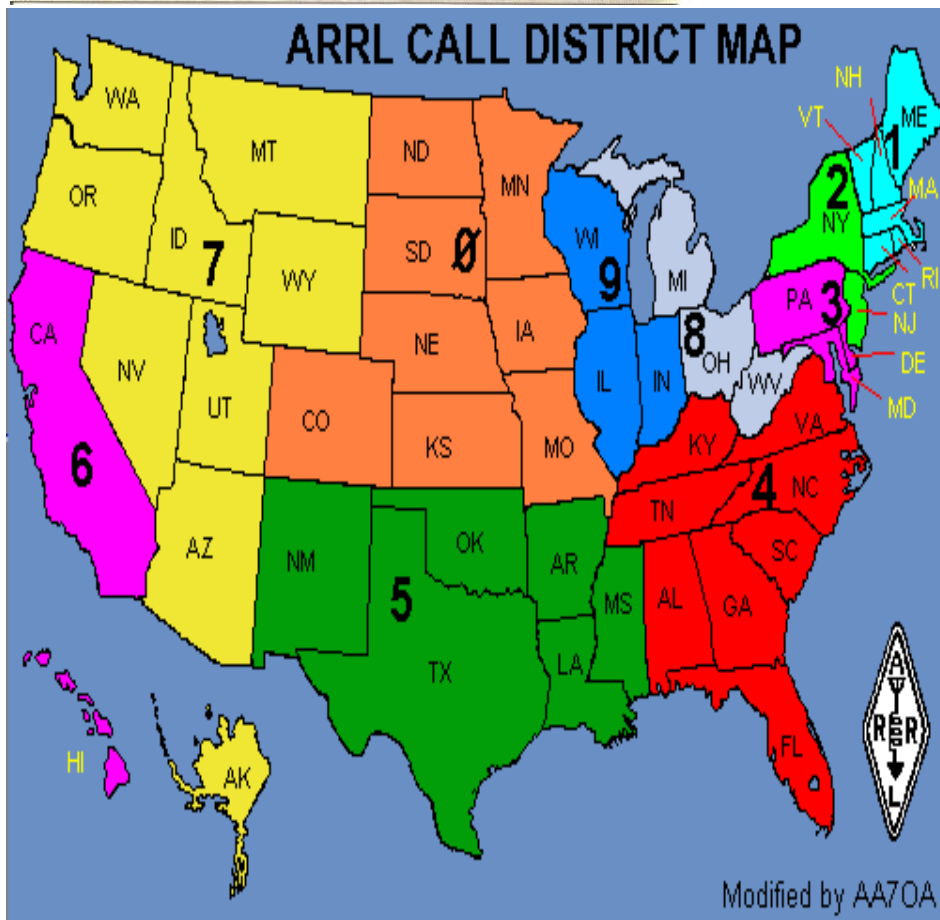 ARRL CALL DISTRICT MAP
NH
WA
VT
ME
1
MT
ND
MN
OR
2
MA
NY
ID
7
SD
Ø
WI
9
WY
MI
RI
CT
PA
3
NJ
CA
NE
IA
8
OH
DE
NV
IL
IN
WV
UT
CO
MD
KS
MO
KY
VA
6
4
NC
TN
AZ
NM
OK
AR
SC
5
MS
AL
GA
TX
LA
A
R R
L
FL
HI
AK
Modified by AA7OA